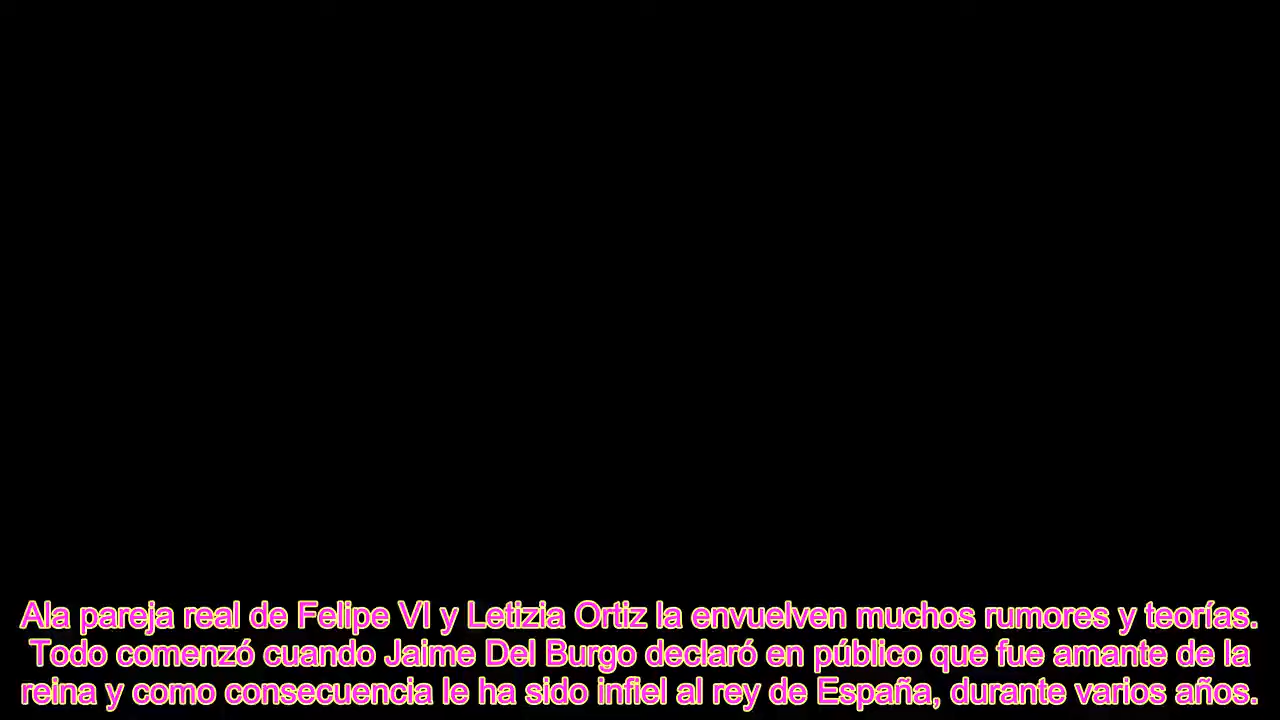 Ala pareja real de Felipe VI y Letizia Ortiz la envuelven muchos rumores y teorías.
Todo comenzó cuando Jaime Del Burgo declaró en público que fue amante de la
reina y como consecuencia le ha sido infiel al rey de España, durante varios años.